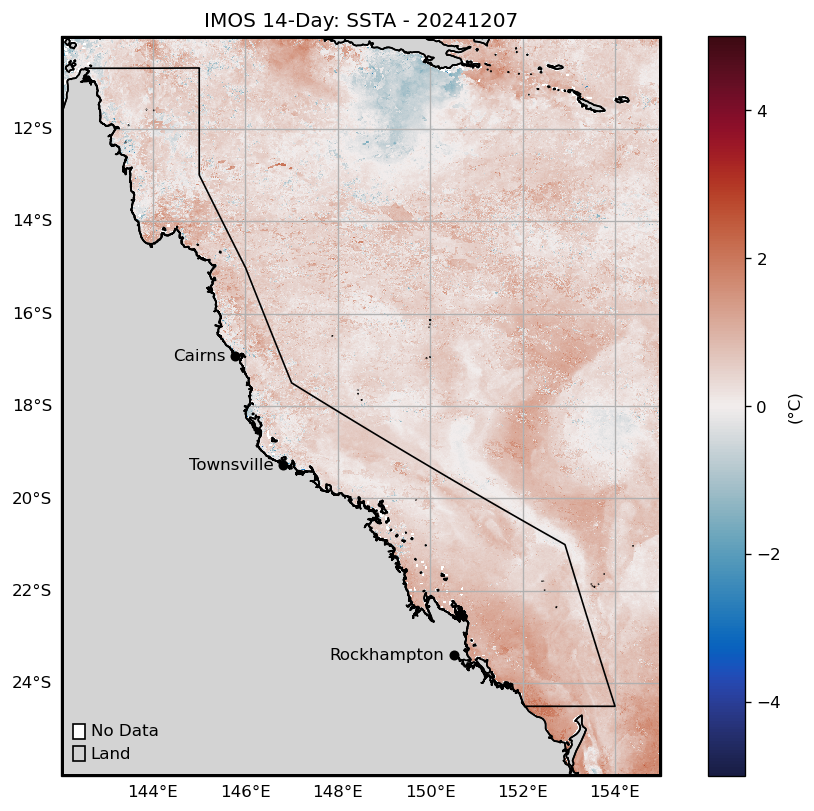 IMOS 14-Day: SSTA - 20241207
12°S
14°S
16°S
18°S
20°S
22°S
24°S
Cairns
Townsville
Rockhampton
No Data
Land
144°E 146°E 148°E 150°E 152°E 154°E
4
2
0
−2
−4
(°C)